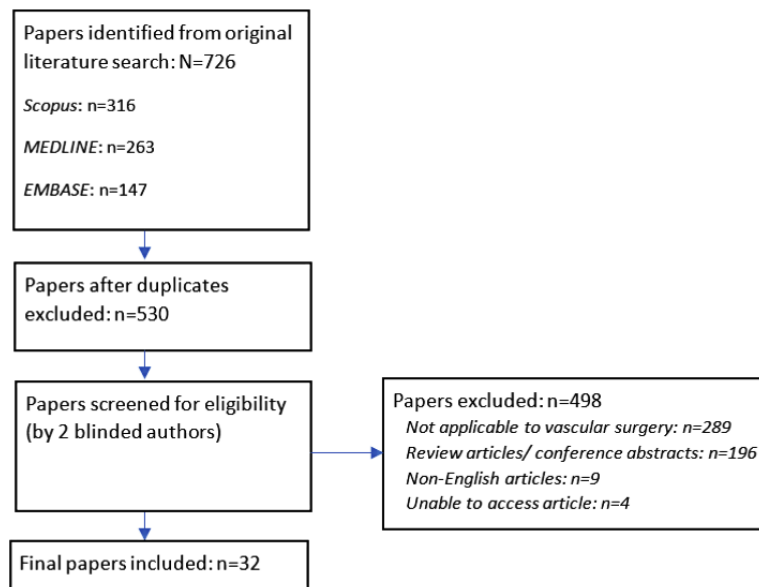 Papers identified from original
literature search: N=726
Scopus: n=316
MEDLINE: n=263
EMBASE: n=147
Papers after duplicates
excluded: n=530
Papers screened for eligibility
(by 2 blinded authors)
Papers excluded: n=498
Not applicable to vascular surgery: n=289
Review articles/ conference abstracts: n=196
Non-English articles: n=9
Unable to access article: n=4
Final papers included: n=32